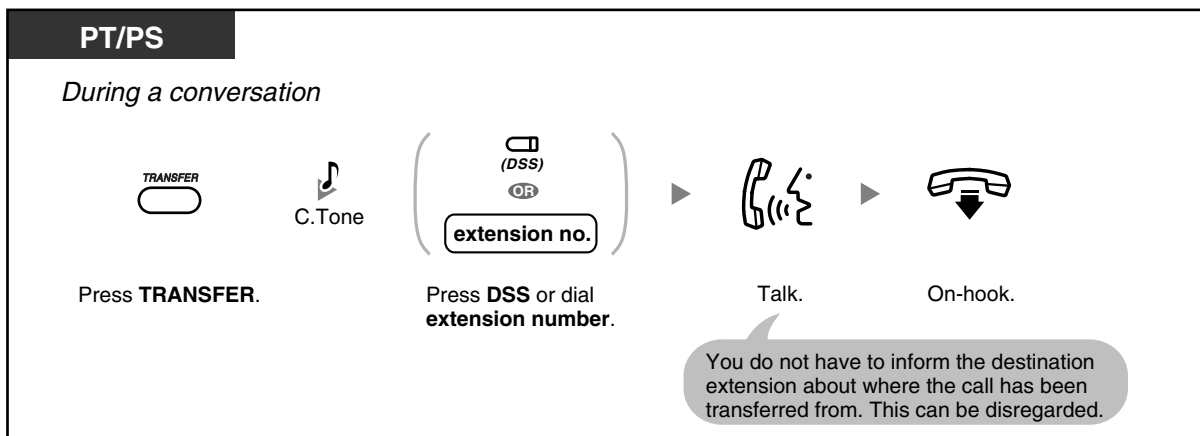 PT/PS
During a conversation
TRANSFER
C.Tone
(DSS)
OR
extension no.
Press TRANSFER.
Press DSS or dial
extension number.
Talk.
On-hook.
You do not have to inform the destination
extension about where the call has been
transferred from. This can be disregarded.